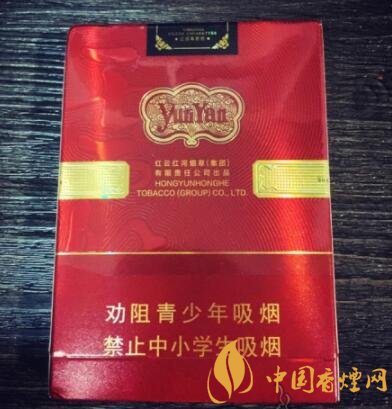 YunYan
红云红河烟草(集团)
有限责任公司出品
HONGYUNHONGHE
TOBACCO (GROUP) CO., LTD.
劝阻青少年吸烟
禁止中小学生吸烟
中国香烟网